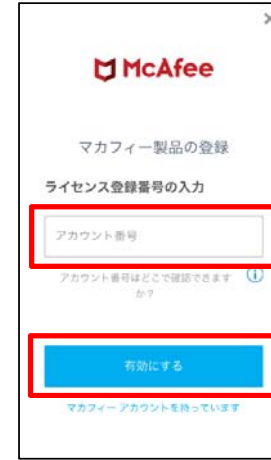 McAfee
マカフィー製品の登録
ライセンス登録番号の入力
アカウント番号
アカウント番号はどこで確認できます
か?
有効にする
マカフィー アカウントを持っています